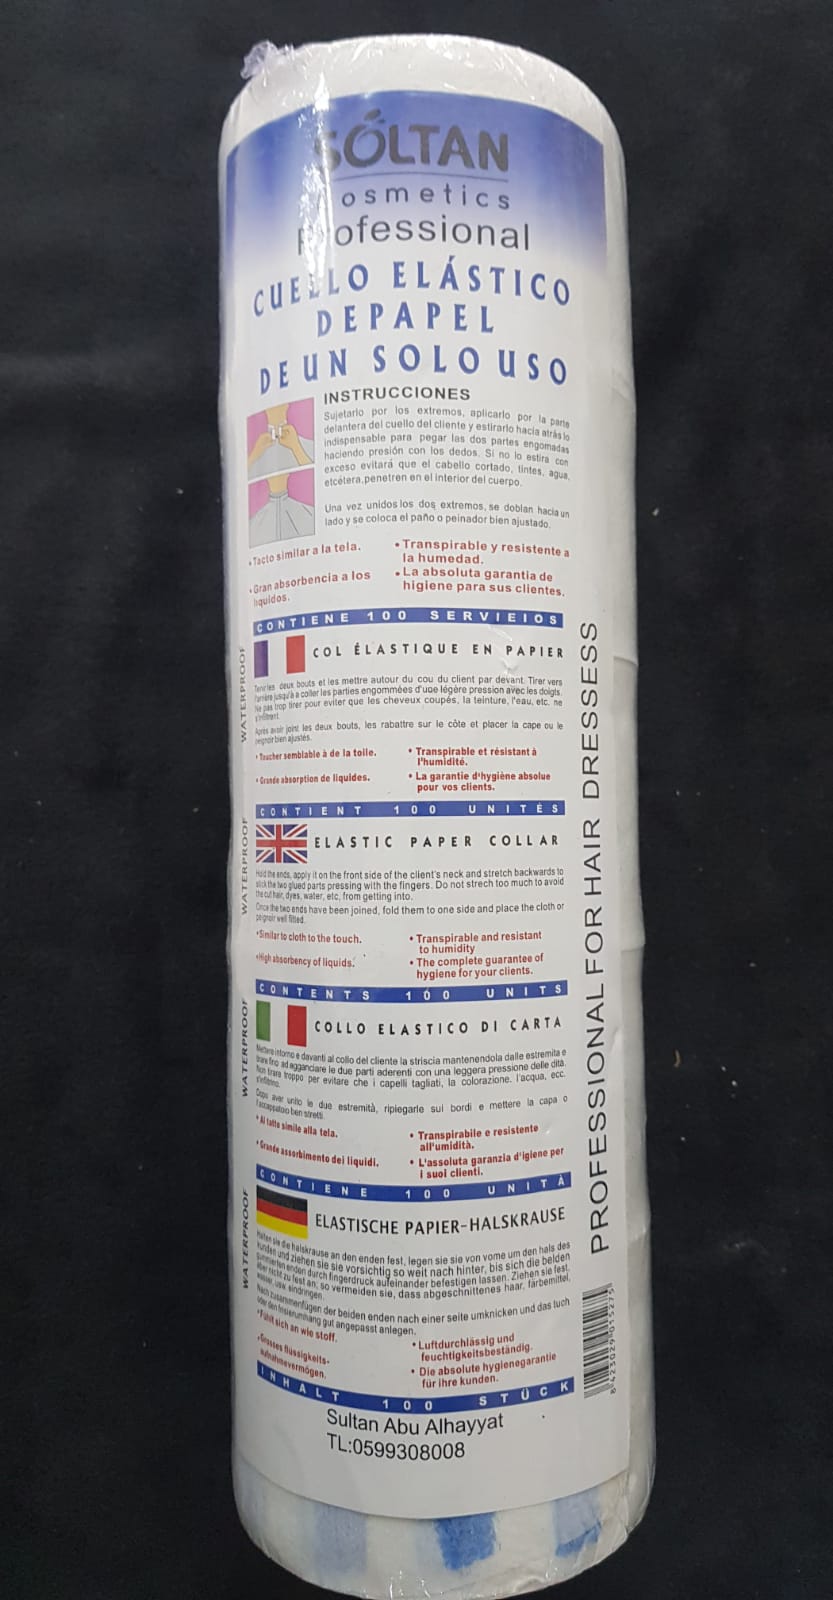 SÓLTAN
Cosmetics
Professional
CUELLO ELÁSTICO
DEPAPEL
DE UN SOLO USO
INSTRUCCIONES
Sujetarlo por los extremos, aplicarlo por la parte
delantera del cuello del cliente y estirarlo hacia atrás lo
indispensable para pegar las dos partes engomadas
haciendo presión con los dedos. Si no lo estira con
exceso evitará que el cabello cortado, tintes, agua,
etcétera, penetren en el interior del cuerpo.
Una vez unidos los dos extremos, se doblan hacia un
lado y se coloca el paño o peinador bien ajustado.
• Tacto similar a la tela.
• Gran absorbencia a los
líquidos.
• Transpirable y resistente a
la humedad.
• La absoluta garantia de
higiene para sus clientes.
CONTIENE 100 SERVIEIOS
COL ÉLASTIQUE EN PAPIER
Tenir les deux bouts et les mettre autour du cou du client par devant. Tirer vers
l'arrière jusqu'à a coller les parties engommées d'uoe légère pression avec les doigts.
Ne pas trop tirer pour eviter que les cheveux coupés, la teinture, l'eau, etc. ne
s'infiltrent.
Après avoir joint les deux bouts, les rabattre sur le côte et placer la cape ou le
peignoir bien ajustés.
• Toucher semblable à de la toile.
• Grande absorption de liquides.
• Transpirable et résistant à
l'humidité.
• La garantie d'hygiène absolue
pour vos clients.
CONTIENT 100 UNITÉS
ELASTIC PAPER COLLAR
Hold the ends, apply it on the front side of the client's neck and stretch backwards to
stick the two glued parts pressing with the fingers. Do not strech too much to avoid
the cut hair, dyes, water, etc, from getting into.
Once the two ends have been joined, fold them to one side and place the cloth or
pegnoir well fitted.
• Similar to cloth to the touch.
• High absorbency of liquids.
• Transpirable and resistant
to humidity
• The complete guarantee of
hygiene for your clients.
CONTENTS 100 UNITS
COLLO ELASTICO DI CARTA
Mettere intorno e davanti al collo del cliente la striscia mantenendola dalle estremita e
tirare fino ad agganciare le due parti aderenti con una leggera pressione delle dita.
Non tirare troppo per evitare che i capelli tagliati, la colorazione. l'acqua, ecc.
s'infiltrino.
Dopo aver unito le due estremità, ripiegarle sui bordi e mettere la capa o
l'accappatoio ben stretti.
• Al tatto simile alla tela.
• Grande assorbimento dei liquidi.
• Transpirabile e resistente
all'umidità.
• L'assoluta garanzia d'igiene per
i suoi clienti.
CONTIENE 100 UNITÀ
ELASTISCHE PAPIER-HALSKRAUSE
Halten sie die halskrause an den enden fest, legen sie sie von vorne um den hals des
kunden und ziehen sie sie vorsichtig so weit nach hinter, bis sich die beiden
gummierten enden durch fingerdruck aufeinander befestigen lassen. Ziehen sie fest,
aber nicht zu fest an; so vermeiden sie, dass abgeschnittenes haar, färbemittel,
wasser, usw. eindringen.
Nach zusammenfügen der beiden enden nach einer seite umknicken und das tuch
oder den frisierumhang gut angepasst anlegen.
• Fühlt sich an wie stoff.
• Grosses flüssigkeits-
aufnahmevermögen.
• Luftdurchlässig und
feuchtigkeitsbeständig.
• Die absolute hygienegarantie
für ihre kunden.
INHALT 100 STÜCK
Sultan Abu Alhayyat
TL:0599308008
WATERPROOF
WATERPROOF
WATERPROOF
WATERPROOF
PROFESSIONAL FOR HAIR DRESSESS
8 423029 015275